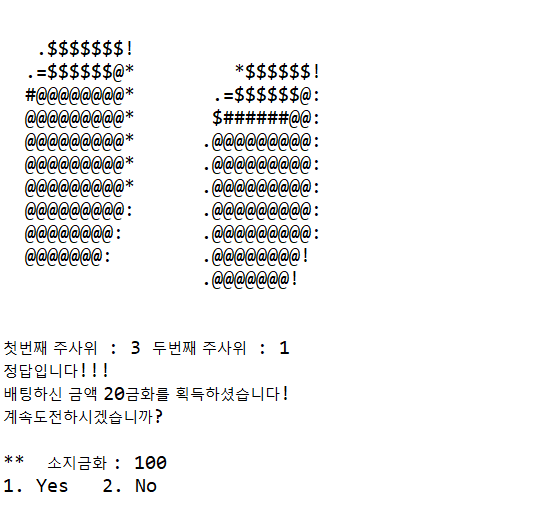 첫번째 주사위 : 3 두번째 주사위 : 1
정답입니다!!!
배팅하신 금액 20금화를 획득하셨습니다!
계속도전하시겠습니까?
** 소지금화 : 100
1. Yes 2. No